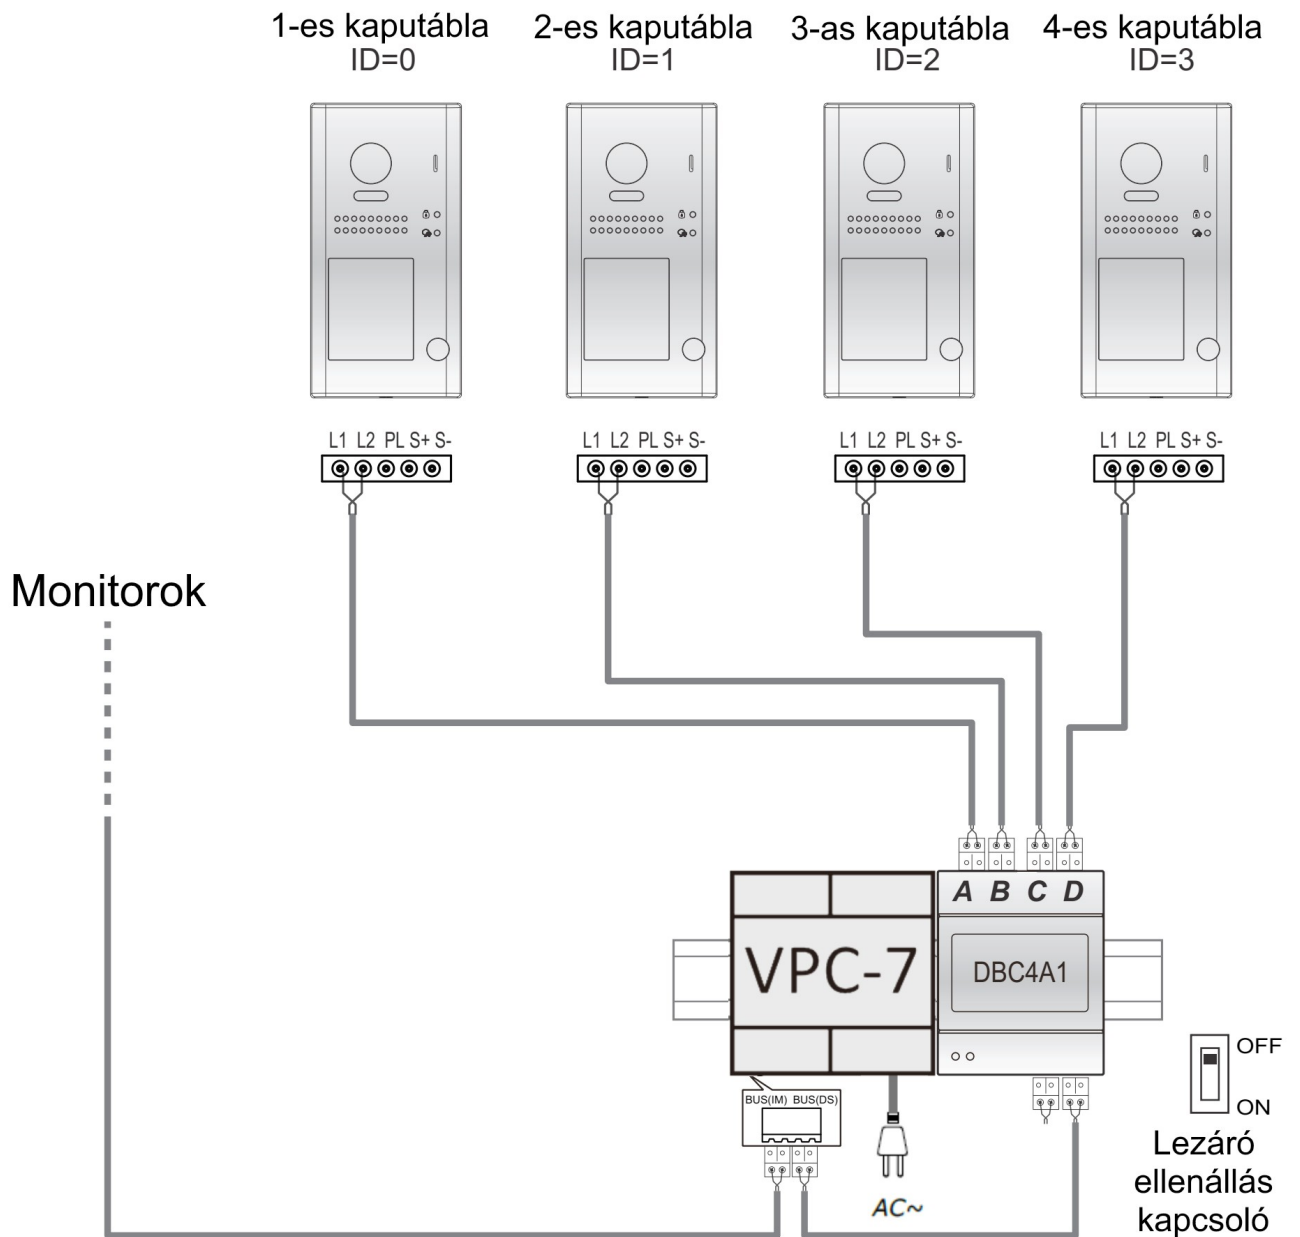 1-es kaputábla 2-es kaputábla 3-as kaputábla 4-es kaputábla
ID=0 ID=1 ID=2 ID=3
L1 L2 PL S+ S- L1 L2 PL S+ S- L1 L2 PL S+ S- L1 L2 PL S+ S-
Monitorok
A B C D
VPC-7
DBC4A1
BUS(IM) BUS(DS)
AC~
OFF
ON
Lezáró
ellenállás
kapcsoló